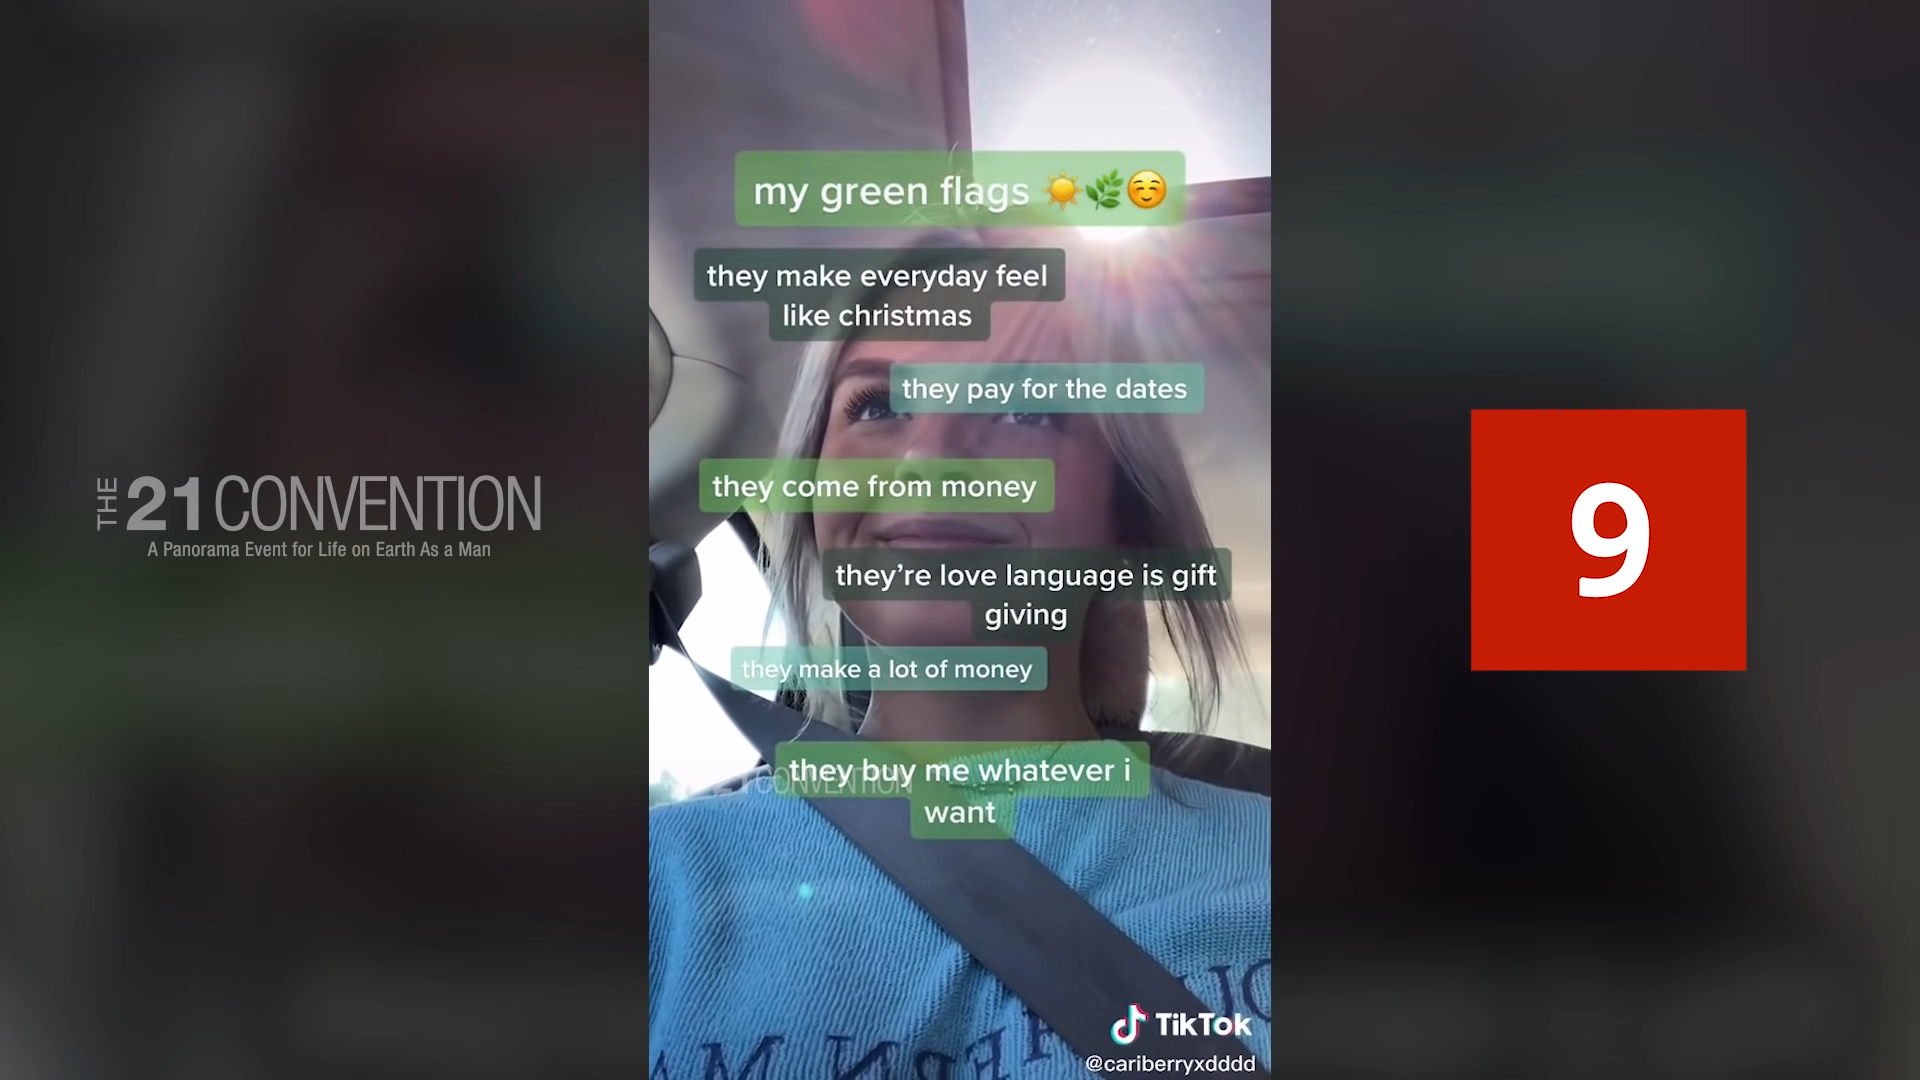 my green flags ☀️🌿☺️
they make everyday feel
like christmas
they pay for the dates
they come from money
they're love language is gift
giving
they make a lot of money
they buy me whatever i
want
THE 21 CONVENTION
A Panorama Event for Life on Earth As a Man
9
21 CONVENTION
TikTok
@cariberryxdddd